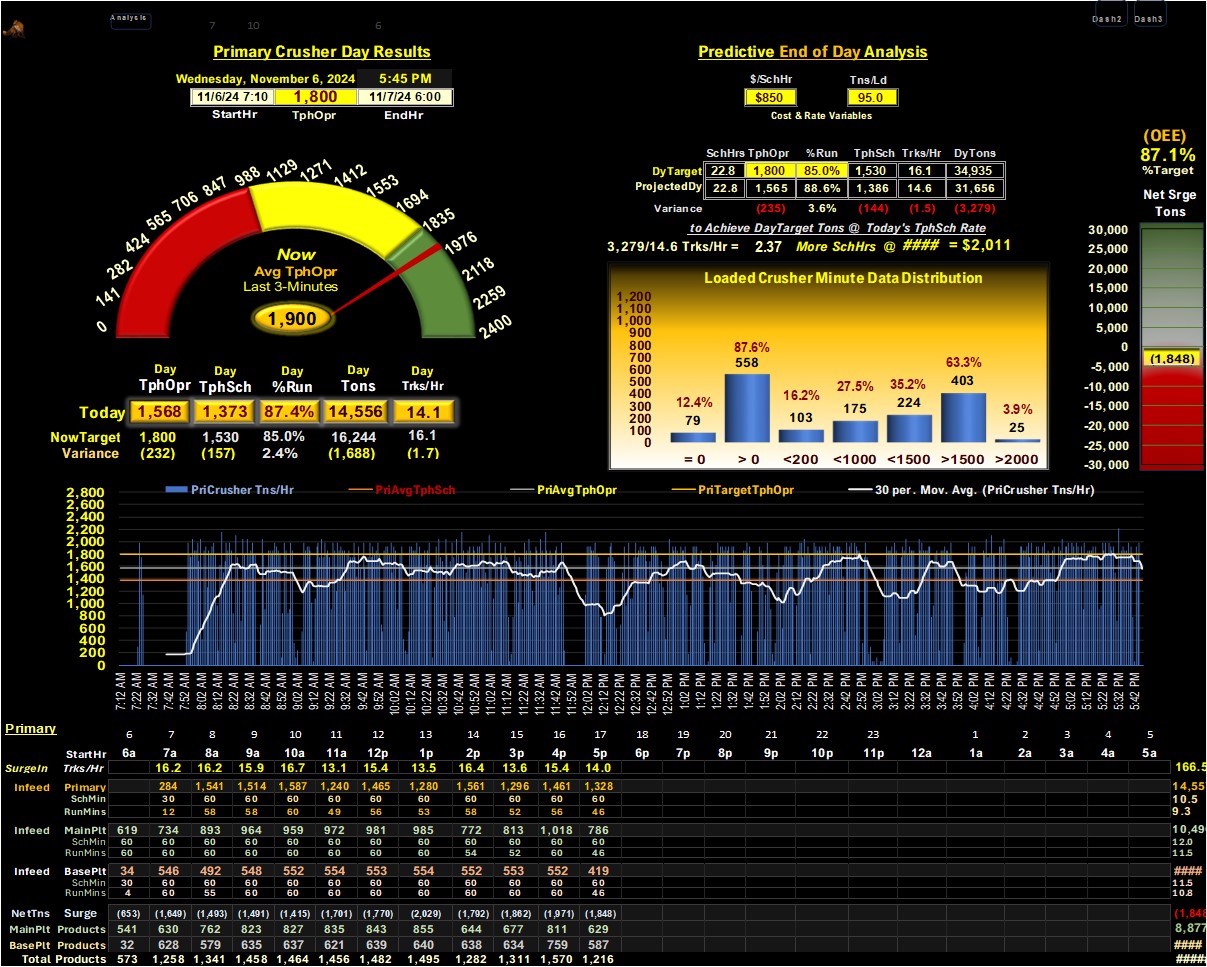 Analysis 7 10 6 Dash2 Dash3
Primary Crusher Day Results
Wednesday, November 6, 2024 5:45 PM
11/6/24 7:10 1,800 11/7/24 6:00
StartHr TphOpr EndHr
Predictive End of Day Analysis
$/SchHr Tns/Ld
$850 95.0
Cost & Rate Variables
SchHrs TphOpr %Run TphSch Trks/Hr DyTons
DyTarget 22.8 1,800 85.0% 1,530 16.1 34,935
ProjectedDy 22.8 1,565 88.6% 1,386 14.6 31,656
Variance (235) 3.6% (144) (1.5) (3,279)
to Achieve DayTarget Tons @ Today's TphSch Rate
3,279/14.6 Trks/Hr = 2.37 More SchHrs @ #### = $2,011
(OEE)
87.1%
%Target
Net Srge
Tons
30,000
25,000
20,000
15,000
10,000
5,000
0
(1,848)
-5,000
-10,000
-15,000
-20,000
-25,000
-30,000
0 141 282 424 565 706 847 988 1129 1271 1412 1553 1694 1835 1976 2118 2259 2400
Now
Avg TphOpr
Last 3-Minutes
1,900
Day Day Day Day Day
TphOpr TphSch %Run Tons Trks/Hr
Today 1,568 1,373 87.4% 14,556 14.1
NowTarget 1,800 1,530 85.0% 16,244 16.1
Variance (232) (157) 2.4% (1,688) (1.7)
Loaded Crusher Minute Data Distribution
1,200
1,100
1,000
900
800
700
600
500
400
300
200
100
0
12.4% 87.6% 16.2% 27.5% 35.2% 63.3% 3.9%
79 558 103 175 224 403 25
= 0 > 0 <200 <1000 <1500 >1500 >2000
PriCrusher Tns/Hr PriAvgTphSch PriAvgTphOpr PriTargetTphOpr 30 per. Mov. Avg. (PriCrusher Tns/Hr)
2,800
2,600
2,400
2,200
2,000
1,800
1,600
1,400
1,200
1,000
800
600
400
200
0
7:12 AM 7:22 AM 7:32 AM 7:42 AM 7:52 AM 8:02 AM 8:12 AM 8:22 AM 8:32 AM 8:42 AM 8:52 AM 9:02 AM 9:12 AM 9:22 AM 9:32 AM 9:42 AM 9:52 AM 10:02 AM 10:12 AM 10:22 AM 10:32 AM 10:42 AM 10:52 AM 11:02 AM 11:12 AM 11:22 AM 11:32 AM 11:42 AM 11:52 AM 12:02 PM 12:12 PM 12:22 PM 12:32 PM 12:42 PM 12:52 PM 1:02 PM 1:12 PM 1:22 PM 1:32 PM 1:42 PM 1:52 PM 2:02 PM 2:12 PM 2:22 PM 2:32 PM 2:42 PM 2:52 PM 3:02 PM 3:12 PM 3:22 PM 3:32 PM 3:42 PM 3:52 PM 4:02 PM 4:12 PM 4:22 PM 4:32 PM 4:42 PM 4:52 PM 5:02 PM 5:12 PM 5:22 PM 5:32 PM 5:42 PM
Primary
6 7 8 9 10 11 12 13 14 15 16 17 18 19 20 21 22 23 1 2 3 4 5
StartHr 6a 7a 8a 9a 10a 11a 12p 1p 2p 3p 4p 5p 6p 7p 8p 9p 10p 11p 12a 1a 2a 3a 4a 5a
SurgeIn Trks/Hr 16.2 16.2 15.9 16.7 13.1 15.4 13.5 16.4 13.6 15.4 14.0 166.5
Infeed Primary 284 1,541 1,514 1,587 1,240 1,465 1,280 1,561 1,296 1,461 1,328 14,55
SchMin 30 60 60 60 60 60 60 60 60 60 60 10.5
RunMins 12 58 58 60 49 56 53 58 52 56 46 9.3
Infeed MainPlt 619 734 893 964 959 972 981 985 772 813 1,018 786 10,49
SchMin 60 60 60 60 60 60 60 60 60 60 60 60 12.0
RunMins 60 60 60 60 60 60 60 60 54 52 60 46 11.5
Infeed BasePlt 34 546 492 548 552 554 553 554 552 553 552 419 ####
SchMin 30 60 60 60 60 60 60 60 60 60 60 60 11.5
RunMins 4 60 55 60 60 60 60 60 60 60 60 46 10.8
NetTns Surge (653) (1,649) (1,493) (1,491) (1,415) (1,701) (1,770) (2,029) (1,792) (1,862) (1,971) (1,848) (1,848
MainPlt Products 541 630 762 823 827 835 843 855 644 677 811 629 8,877
BasePlt Products 32 628 579 635 637 621 639 640 638 634 759 587 ####
Total Products 573 1,258 1,341 1,458 1,464 1,456 1,482 1,495 1,282 1,311 1,570 1,216 #####